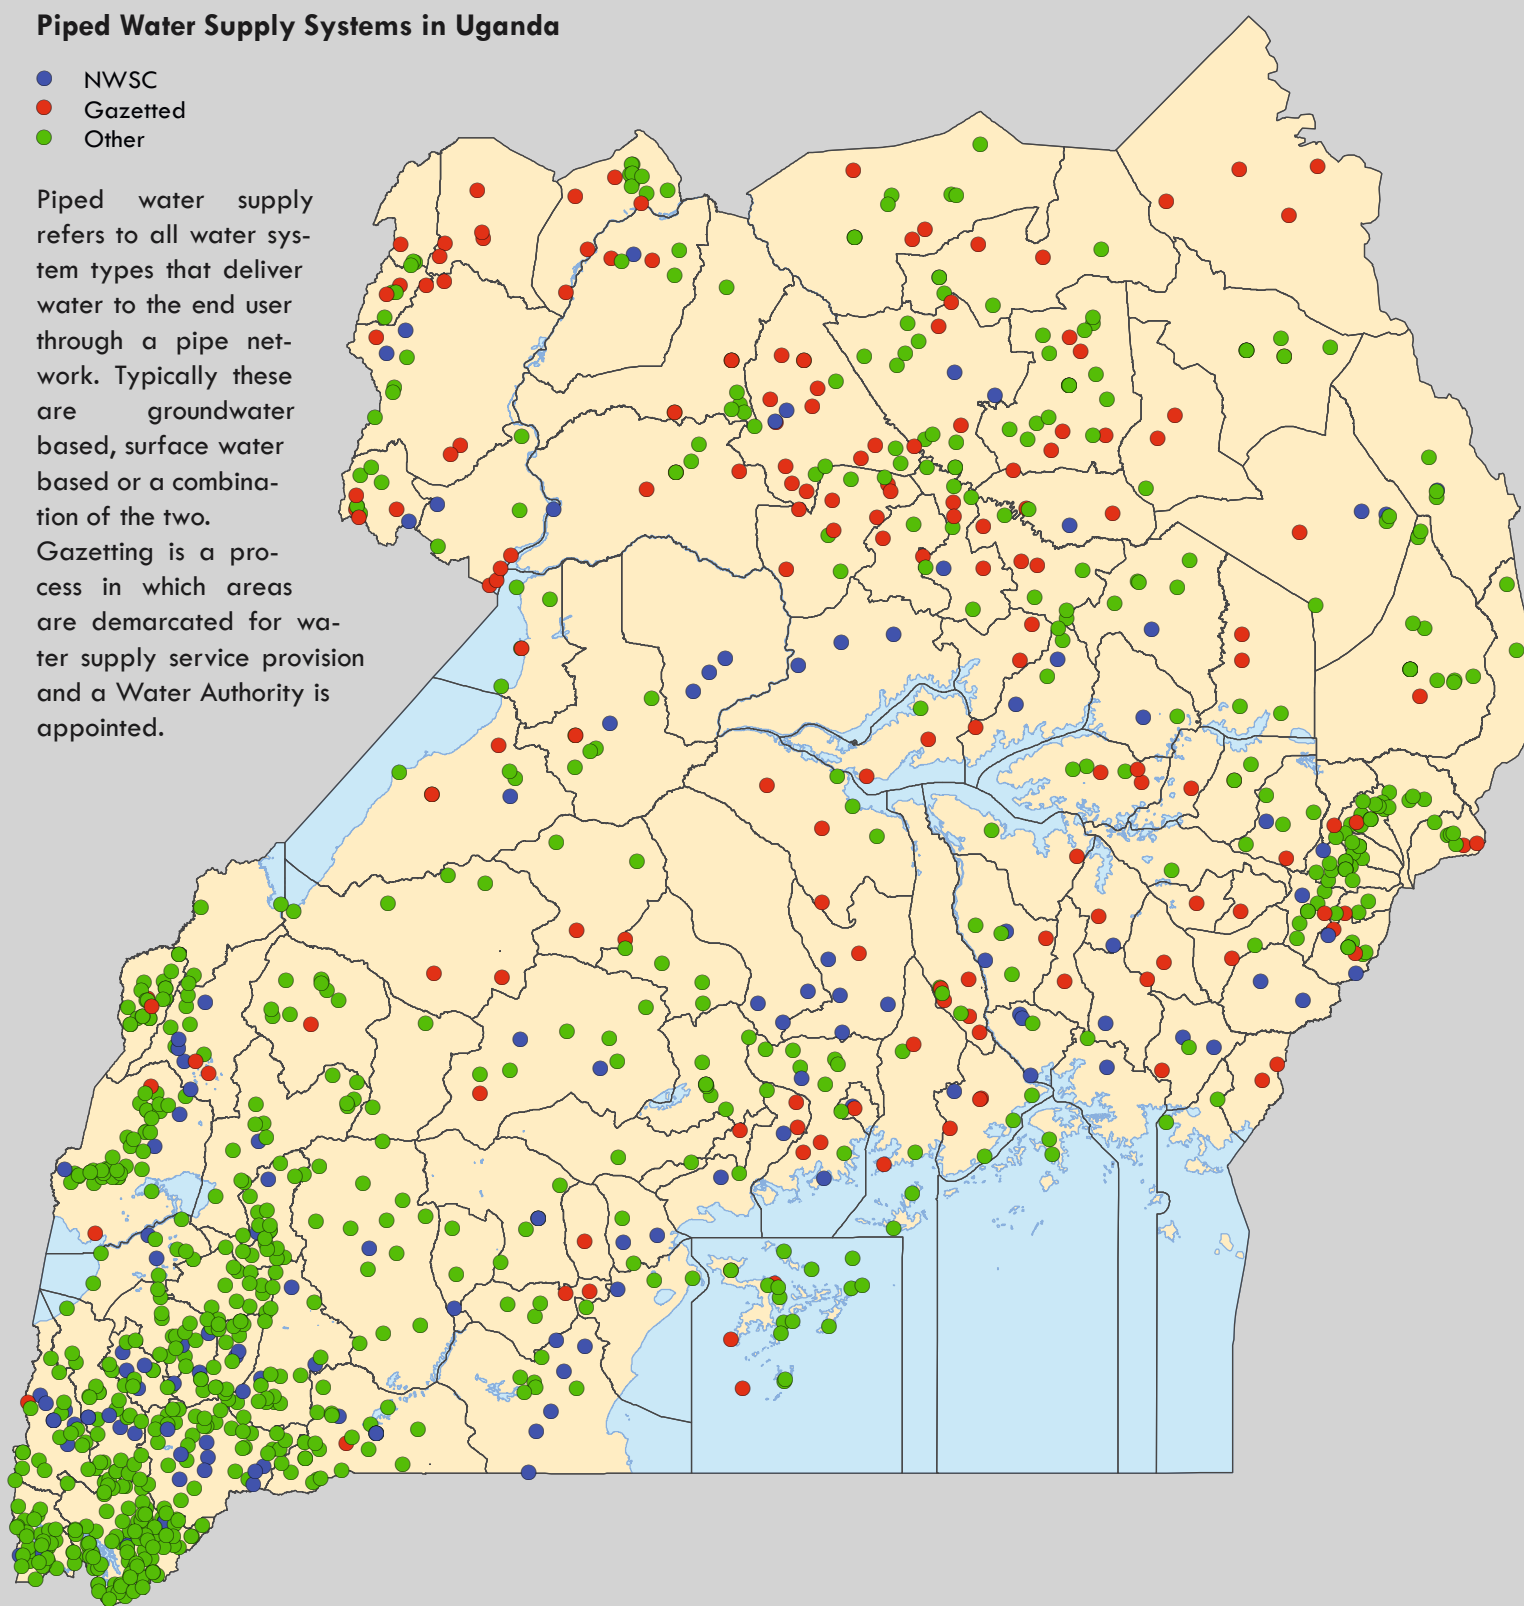 Piped Water Supply Systems in Uganda
NWSC
Gazetted
Other
Piped water supply
refers to all water sys-
tem types that deliver
water to the end user
through a pipe net-
work. Typically these
are groundwater
based, surface water
based or a combina-
tion of the two.
Gazetting is a pro-
cess in which areas
are demarcated for wa-
ter supply service provision
and a Water Authority is
appointed.